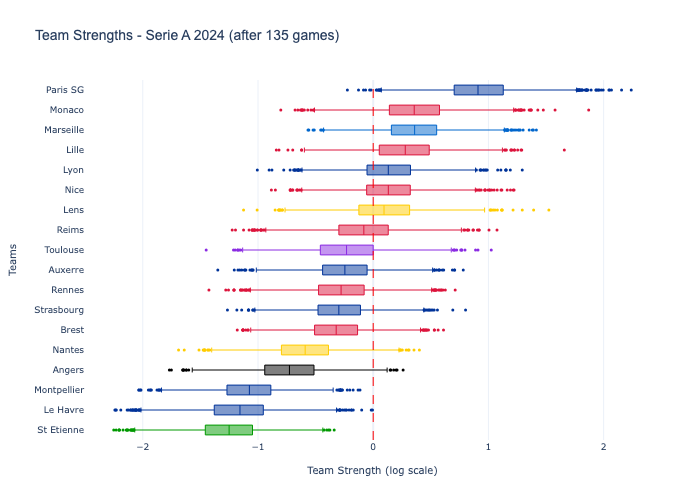 Team Strengths - Serie A 2024 (after 135 games)
Paris SG
Monaco
Marseille
Lille
Lyon
Nice
Lens
Reims
Toulouse
Auxerre
Rennes
Strasbourg
Brest
Nantes
Angers
Montpellier
Le Havre
St Etienne
Teams
−2
−1
0
1
2
Team Strength (log scale)